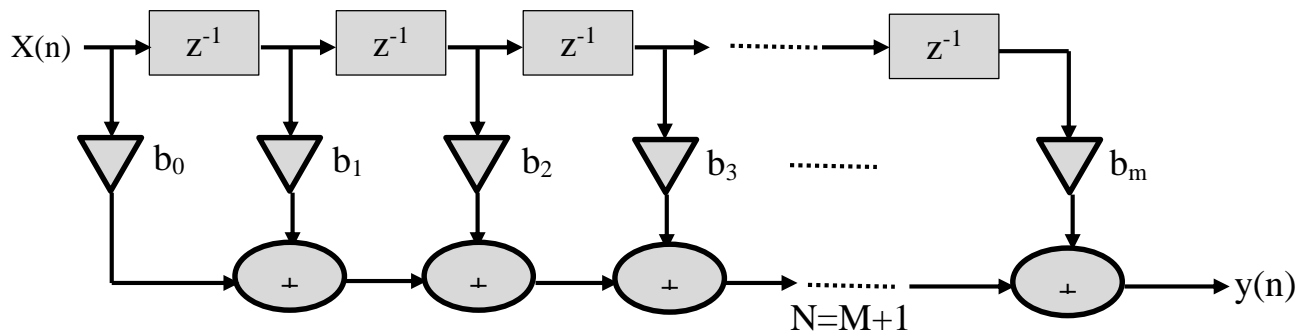 X(n) z⁻¹ z⁻¹ z⁻¹ z⁻¹
b₀ b₁ b₂ b₃ bₘ
+ + + + y(n)
N=M+1